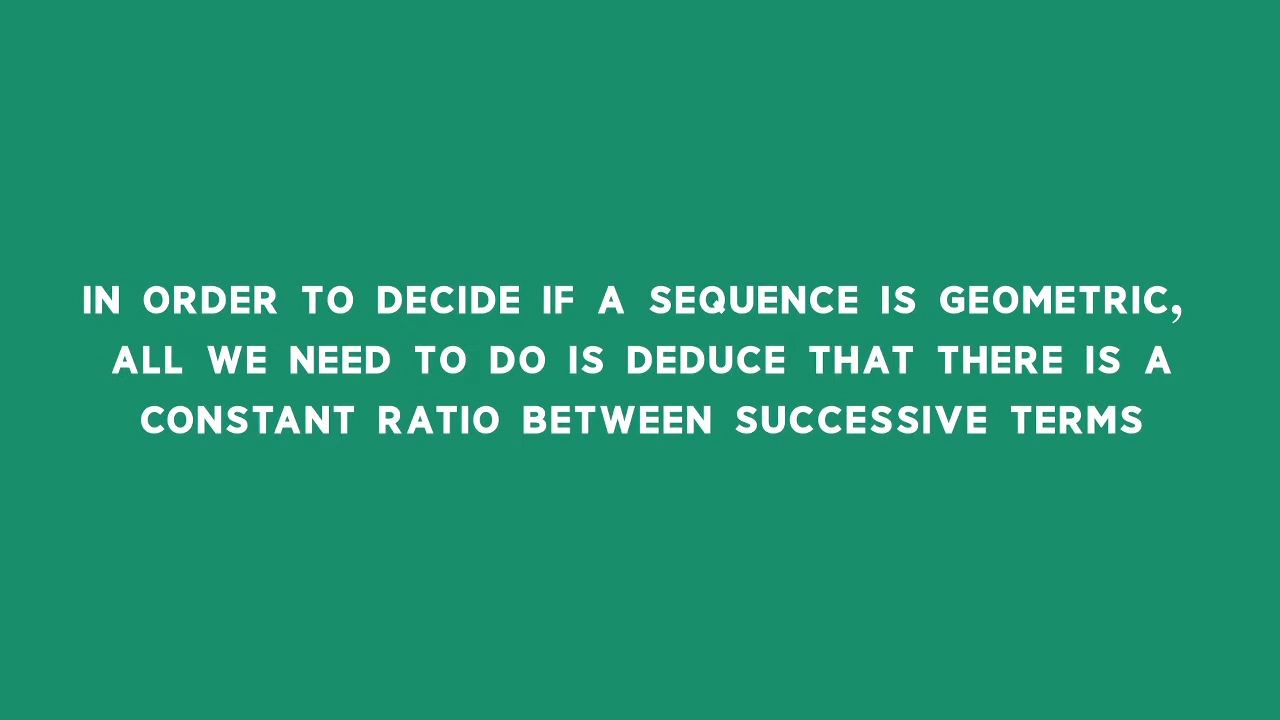 IN ORDER TO DECIDE IF A SEQUENCE IS GEOMETRIC,
ALL WE NEED TO DO IS DEDUCE THAT THERE IS A
CONSTANT RATIO BETWEEN SUCCESSIVE TERMS